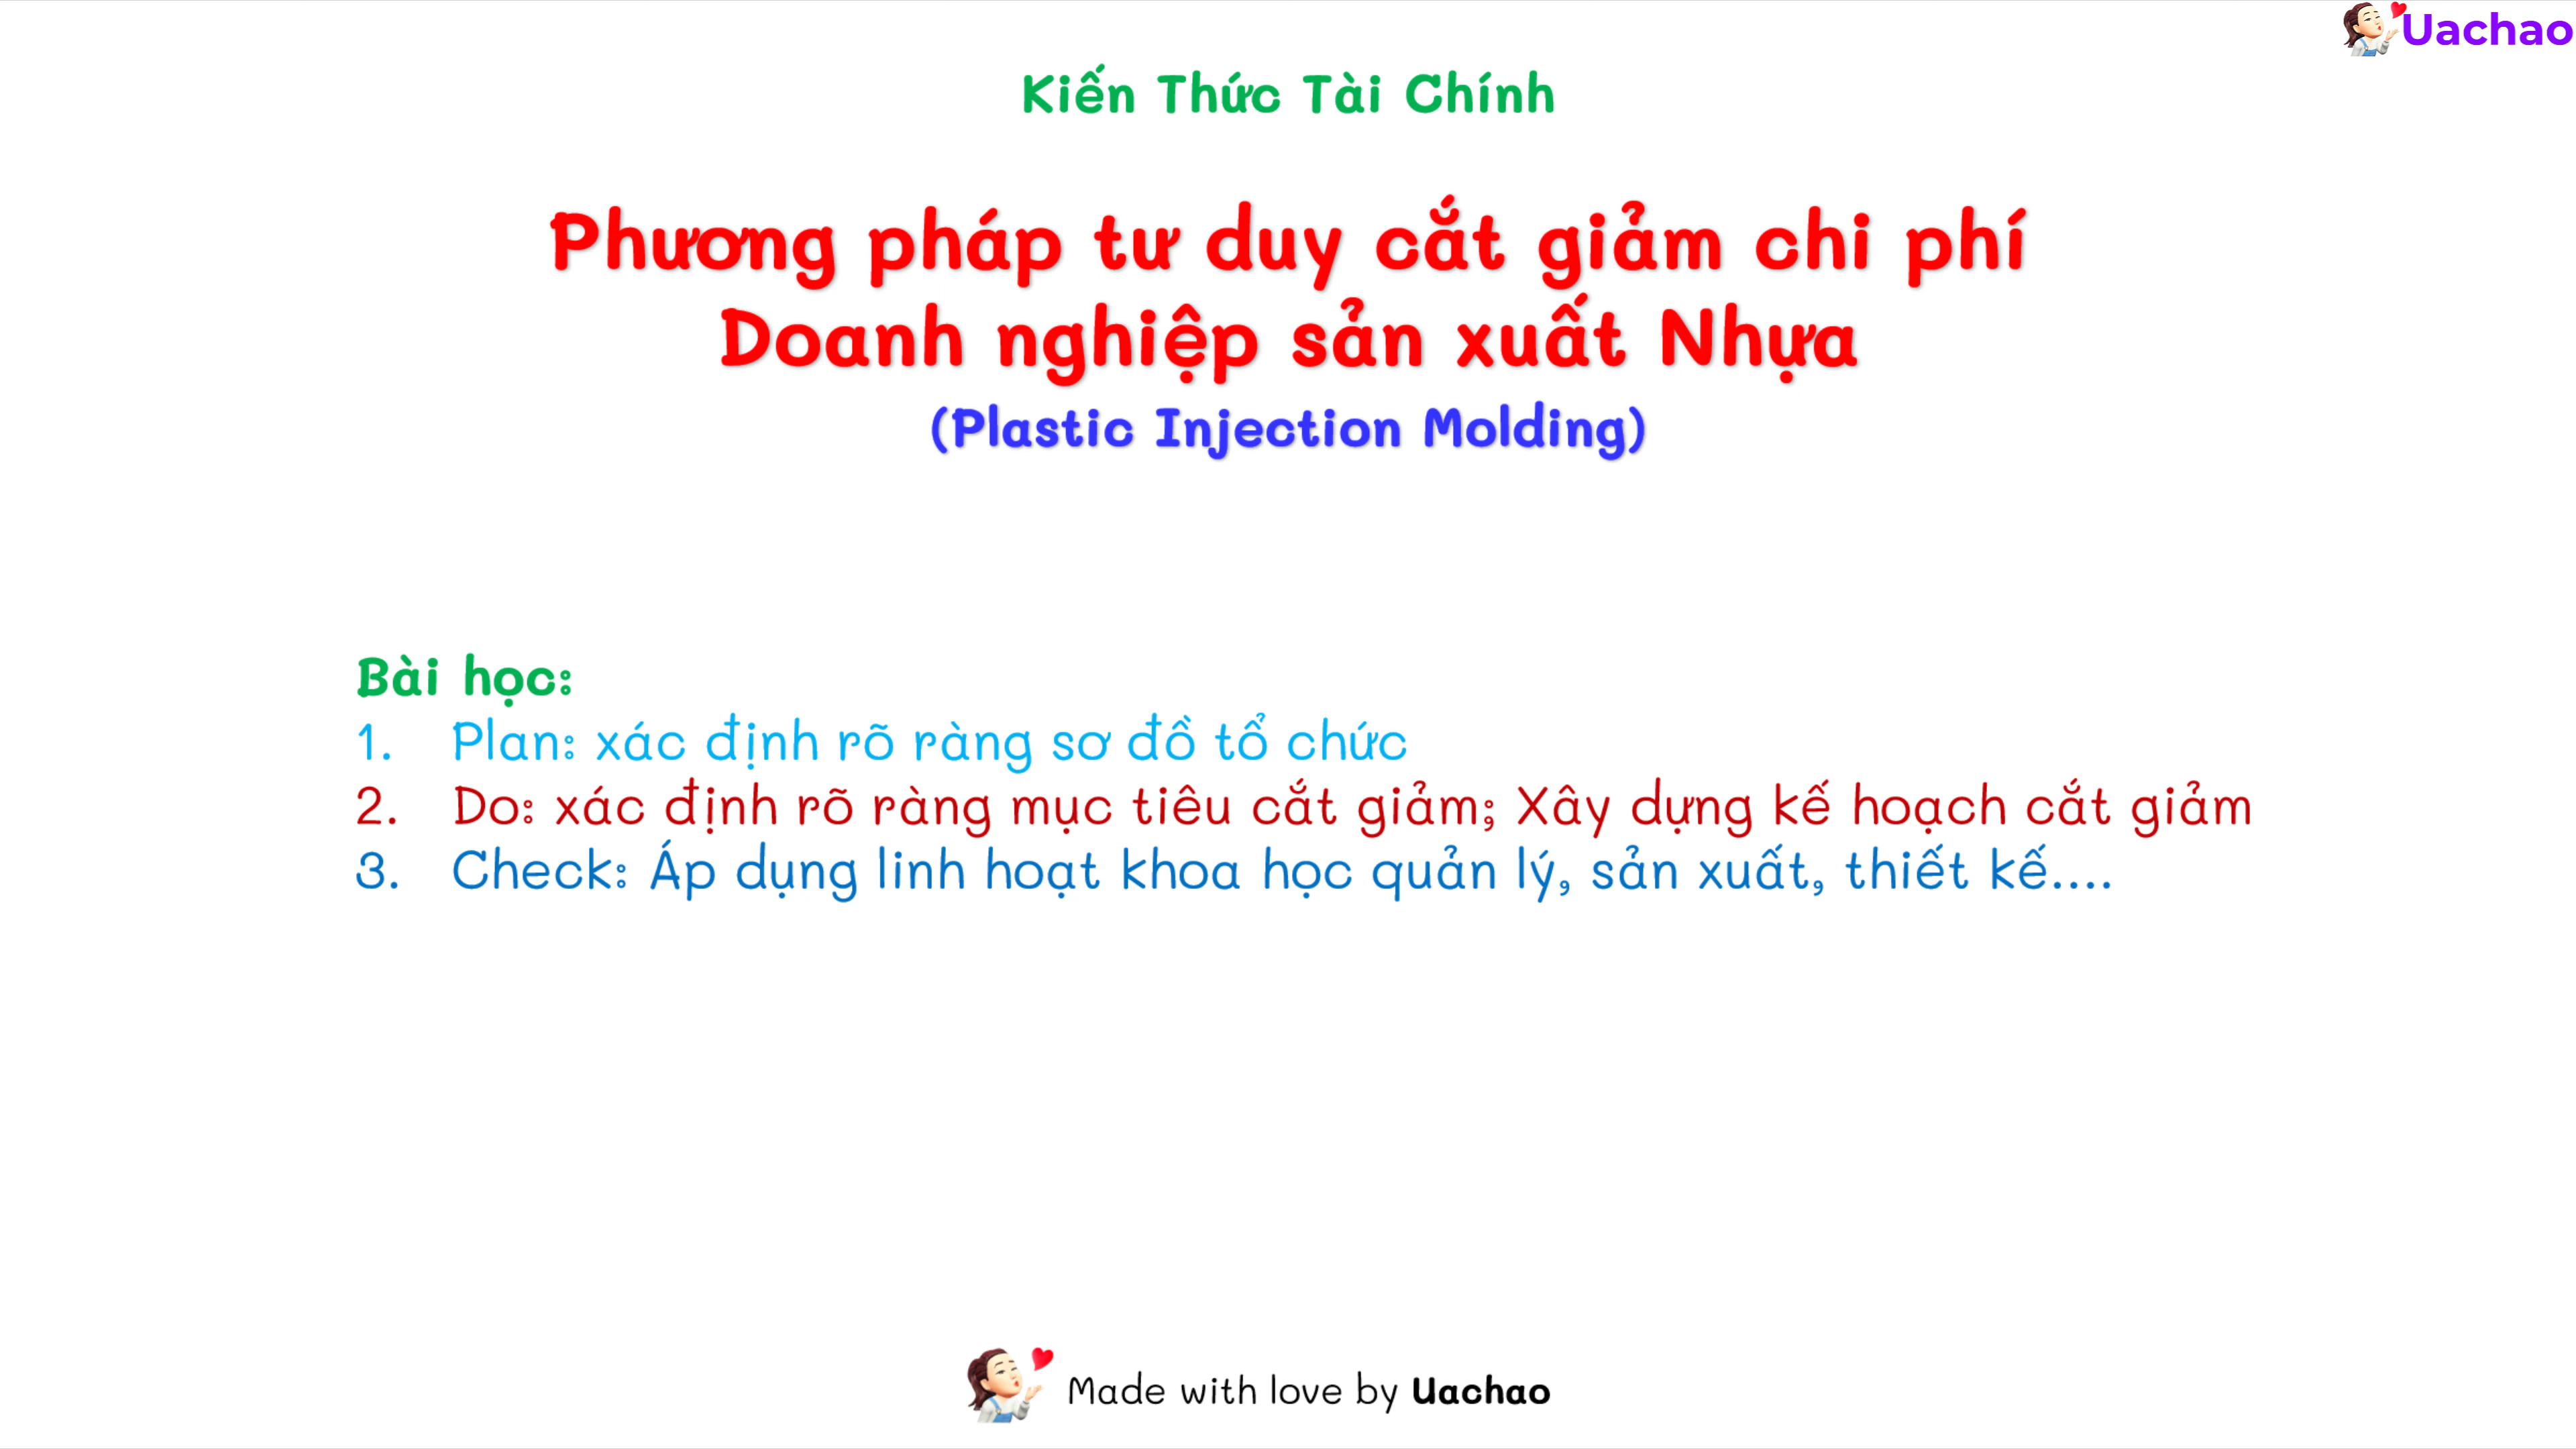 Uachao
Kiến Thức Tài Chính
Phương pháp tư duy cắt giảm chi phí
Doanh nghiệp sản xuất Nhựa
(Plastic Injection Molding)
Bài học:
1. Plan: xác định rõ ràng sơ đồ tổ chức
2. Do: xác định rõ ràng mục tiêu cắt giảm; Xây dựng kế hoạch cắt giảm
3. Check: Áp dụng linh hoạt khoa học quản lý, sản xuất, thiết kế....
Made with love by Uachao